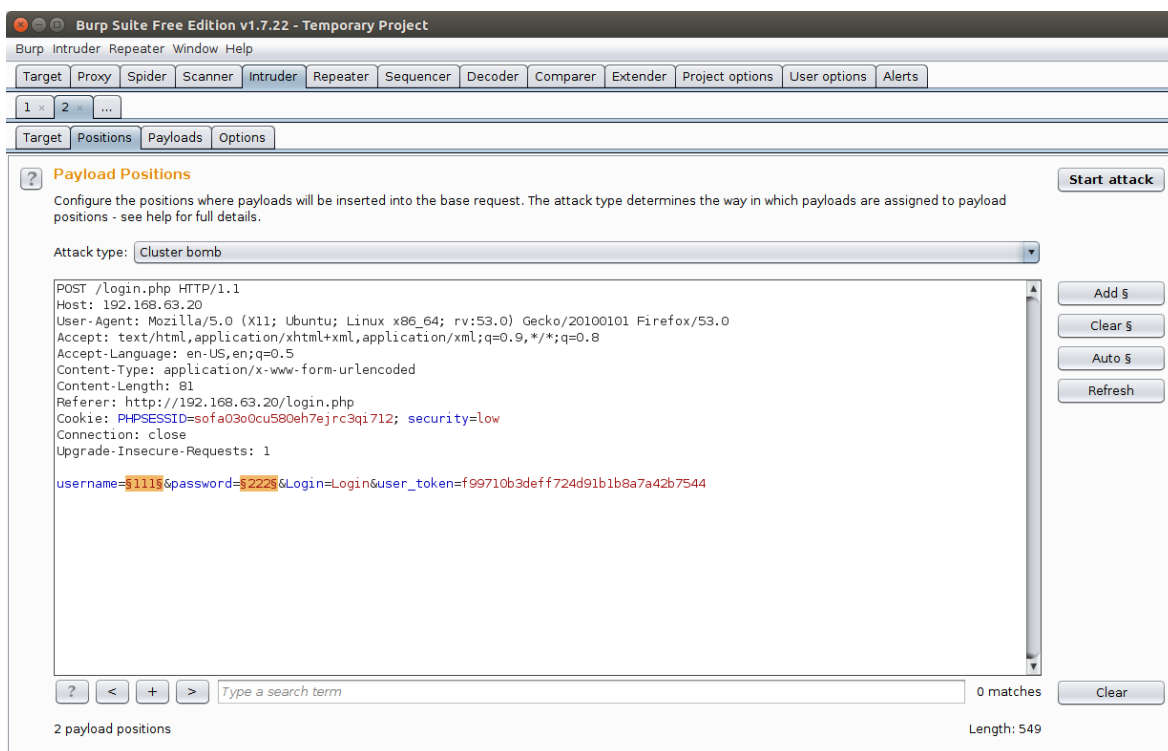 Burp Suite Free Edition v1.7.22 - Temporary Project
Burp Intruder Repeater Window Help
Target Proxy Spider Scanner Intruder Repeater Sequencer Decoder Comparer Extender Project options User options Alerts
1 × 2 × ...
Target Positions Payloads Options
? Payload Positions
Start attack
Configure the positions where payloads will be inserted into the base request. The attack type determines the way in which payloads are assigned to payload
positions - see help for full details.
Attack type: Cluster bomb
POST /login.php HTTP/1.1
Host: 192.168.63.20
User-Agent: Mozilla/5.0 (X11; Ubuntu; Linux x86_64; rv:53.0) Gecko/20100101 Firefox/53.0
Accept: text/html,application/xhtml+xml,application/xml;q=0.9,*/*;q=0.8
Accept-Language: en-US,en;q=0.5
Content-Type: application/x-www-form-urlencoded
Content-Length: 81
Referer: http://192.168.63.20/login.php
Cookie: PHPSESSID=sofa03o0cu580eh7ejrc3qi712; security=low
Connection: close
Upgrade-Insecure-Requests: 1
username=§111§&password=§222§&Login=Login&user_token=f99710b3deff724d91b1b8a7a42b7544
Add §
Clear §
Auto §
Refresh
? < + > Type a search term 0 matches Clear
2 payload positions Length: 549